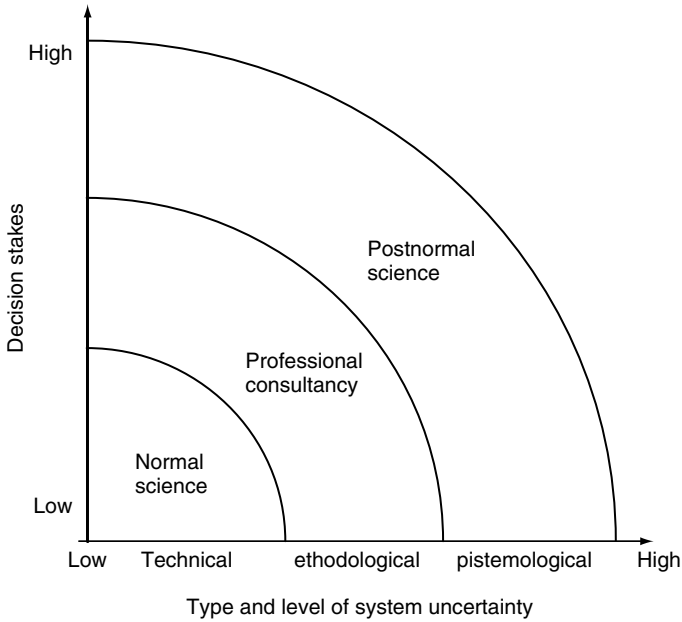 High
Decision stakes
Postnormal
science
Professional
consultancy
Normal
science
Low
Low Technical ethodological pistemological High
Type and level of system uncertainty